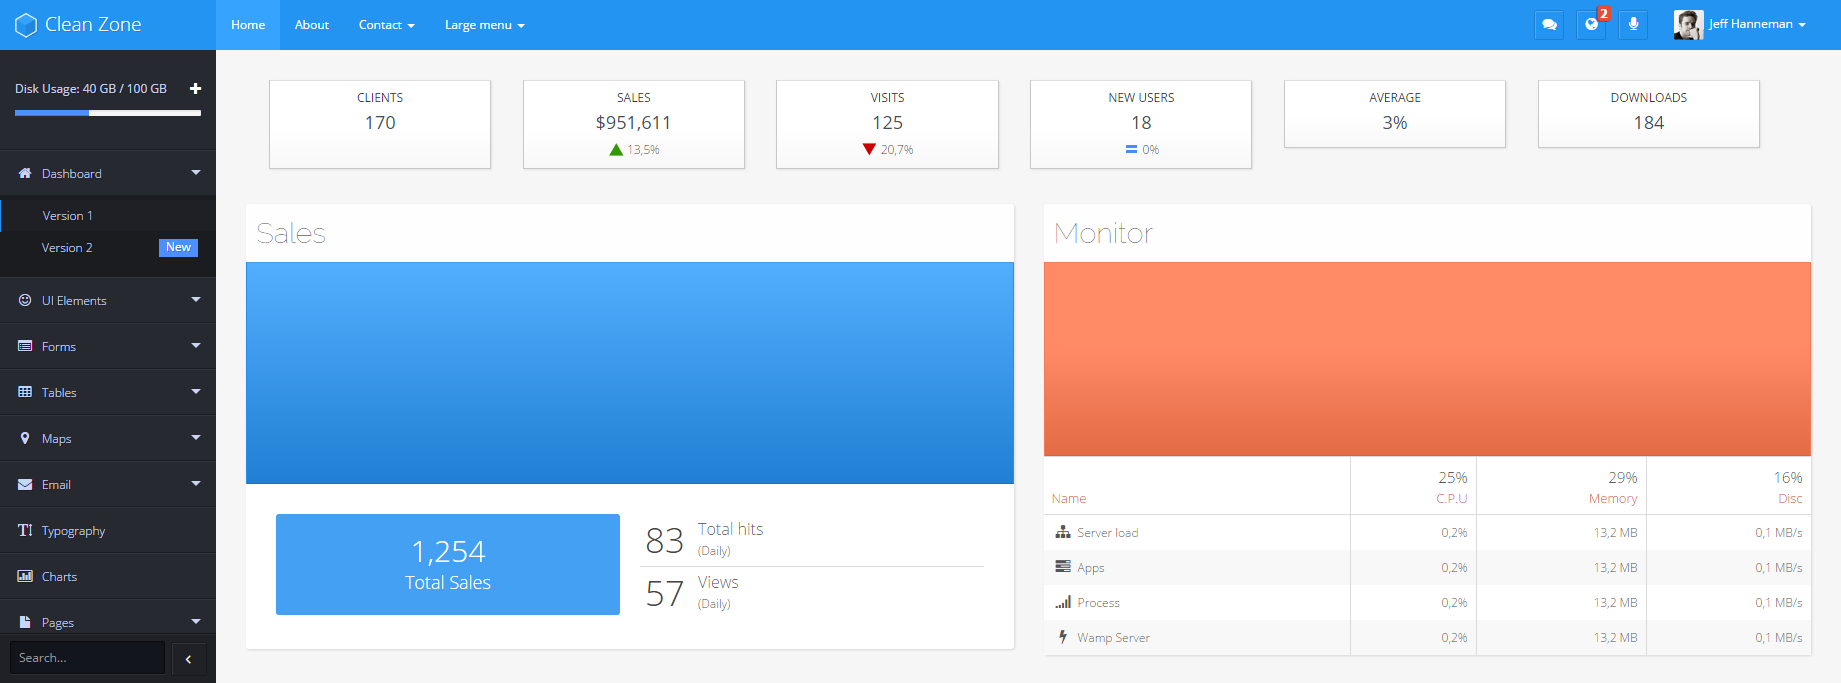 Clean Zone
Home About Contact Large menu
2
Jeff Hanneman
Disk Usage: 40 GB / 100 GB
Dashboard
Version 1
Version 2 New
UI Elements
Forms
Tables
Maps
Email
Typography
Charts
Pages
Search...
CLIENTS
170
SALES
$951,611
13,5%
VISITS
125
20,7%
NEW USERS
18
0%
AVERAGE
3%
DOWNLOADS
184
Sales
1,254
Total Sales
83 Total hits
(Daily)
57 Views
(Daily)
Monitor
25% 29% 16%
Name C.P.U Memory Disc
Server load 0,2% 13,2 MB 0,1 MB/s
Apps 0,2% 13,2 MB 0,1 MB/s
Process 0,2% 13,2 MB 0,1 MB/s
Wamp Server 0,2% 13,2 MB 0,1 MB/s